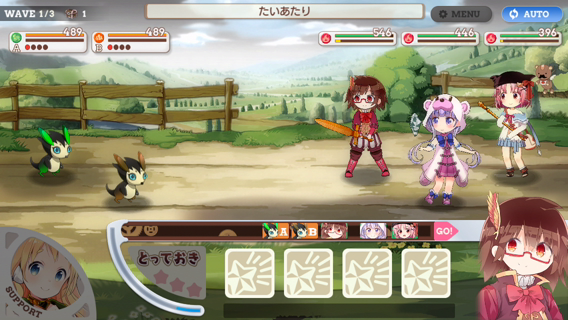 WAVE 1/3 1
たいあたり
MENU
AUTO
489
489
546
446
396
A
B
A B GO!
とっておき
SUPPORT